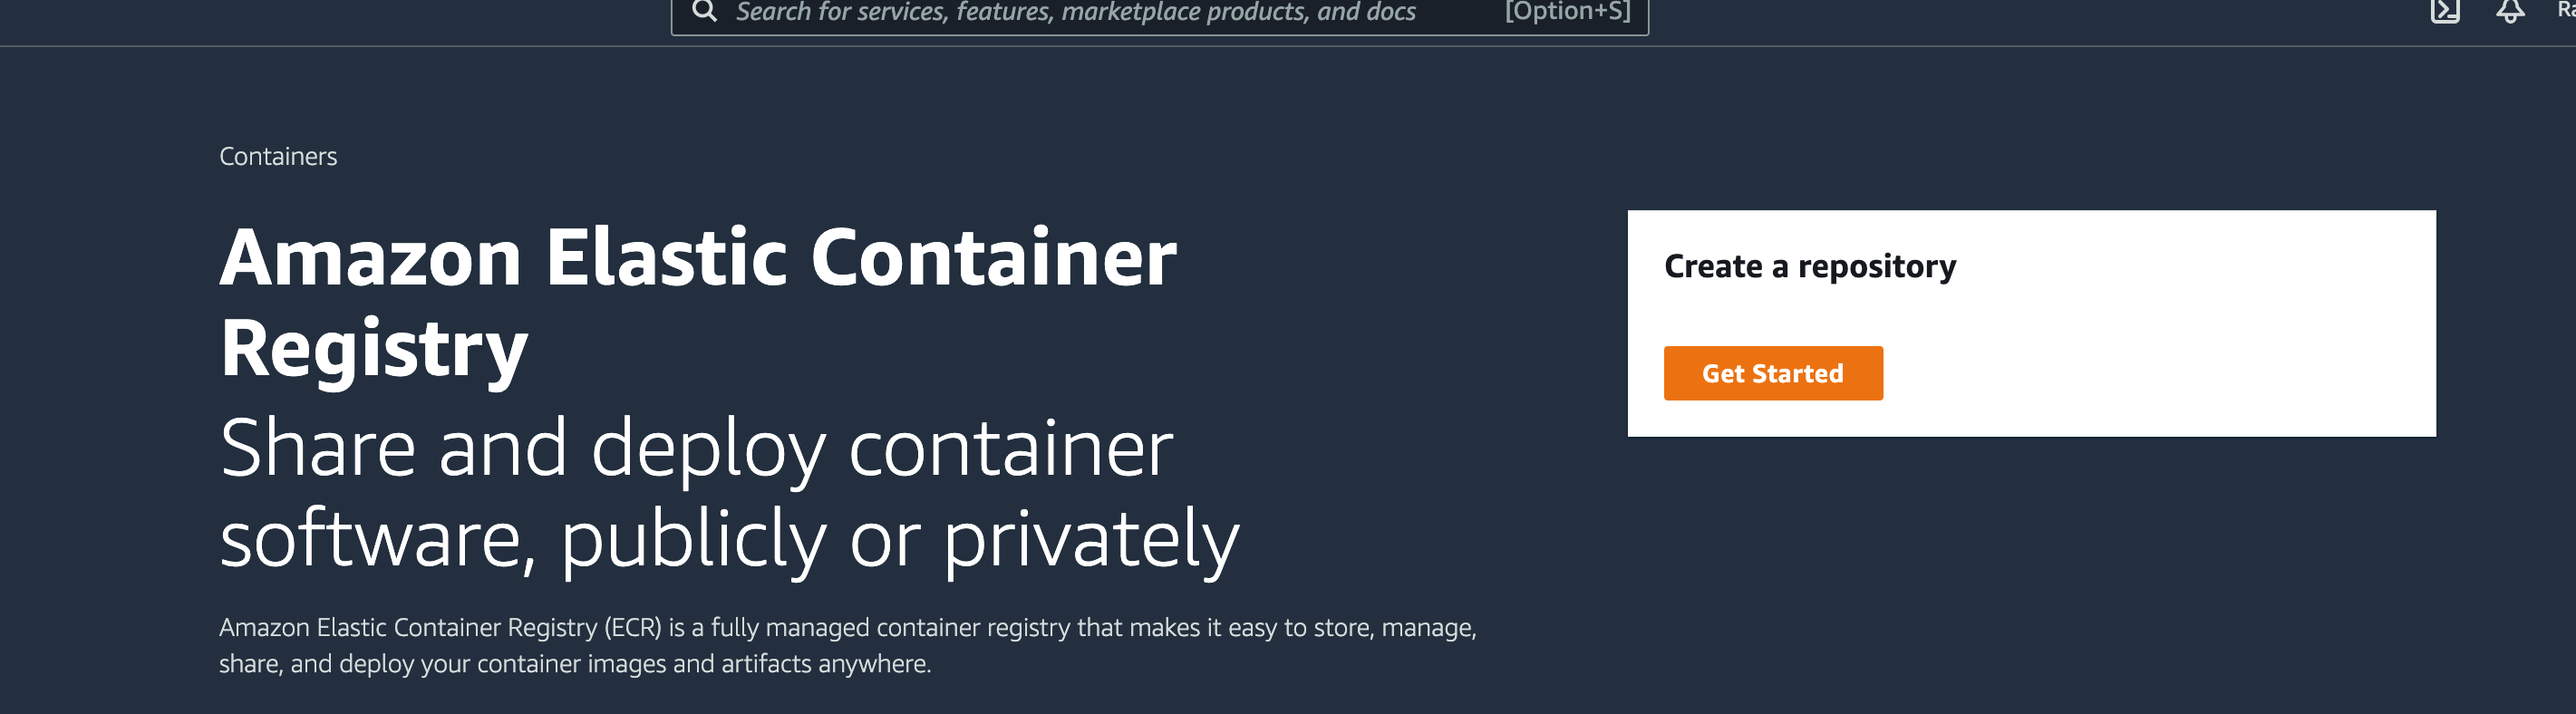 Search for services, features, marketplace products, and docs [Option+S]
Containers
Amazon Elastic Container
Registry
Share and deploy container
software, publicly or privately
Amazon Elastic Container Registry (ECR) is a fully managed container registry that makes it easy to store, manage,
share, and deploy your container images and artifacts anywhere.
Create a repository
Get Started